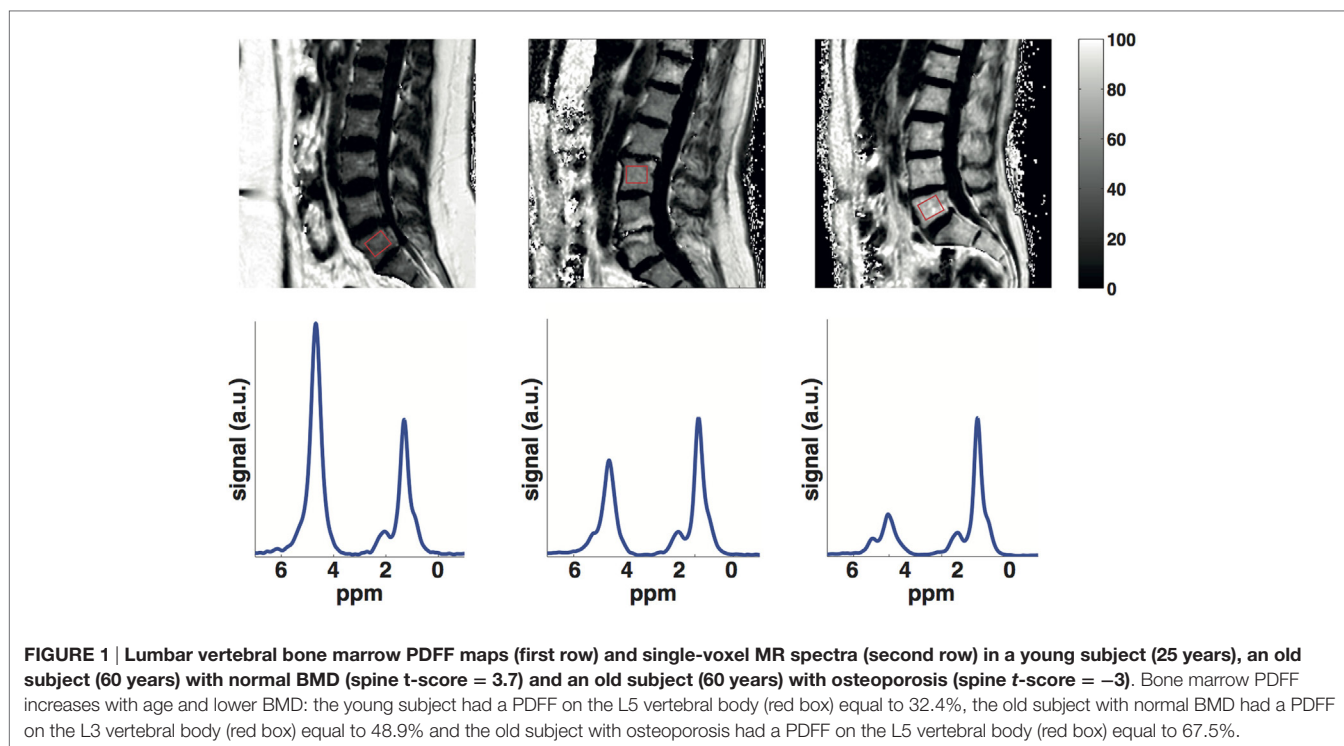 100
80
60
40
20
0
signal (a.u.)
6 4 2 0
ppm
signal (a.u.)
6 4 2 0
ppm
signal (a.u.)
6 4 2 0
ppm
FIGURE 1 | Lumbar vertebral bone marrow PDFF maps (first row) and single-voxel MR spectra (second row) in a young subject (25 years), an old
subject (60 years) with normal BMD (spine t-score = 3.7) and an old subject (60 years) with osteoporosis (spine t-score = −3). Bone marrow PDFF
increases with age and lower BMD: the young subject had a PDFF on the L5 vertebral body (red box) equal to 32.4%, the old subject with normal BMD had a PDFF
on the L3 vertebral body (red box) equal to 48.9% and the old subject with osteoporosis had a PDFF on the L5 vertebral body (red box) equal to 67.5%.